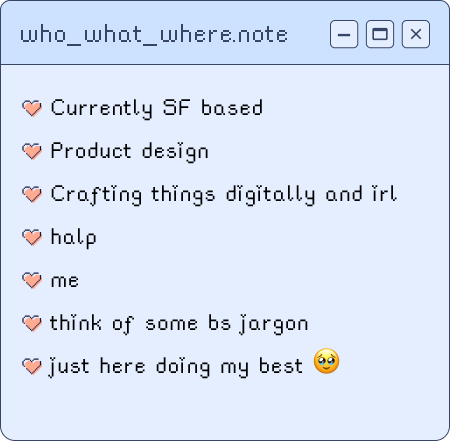 who_what_where.note
Currently SF based
Product design
Crafting things digitally and irl
halp
me
think of some bs jargon
just here doing my best 🥹